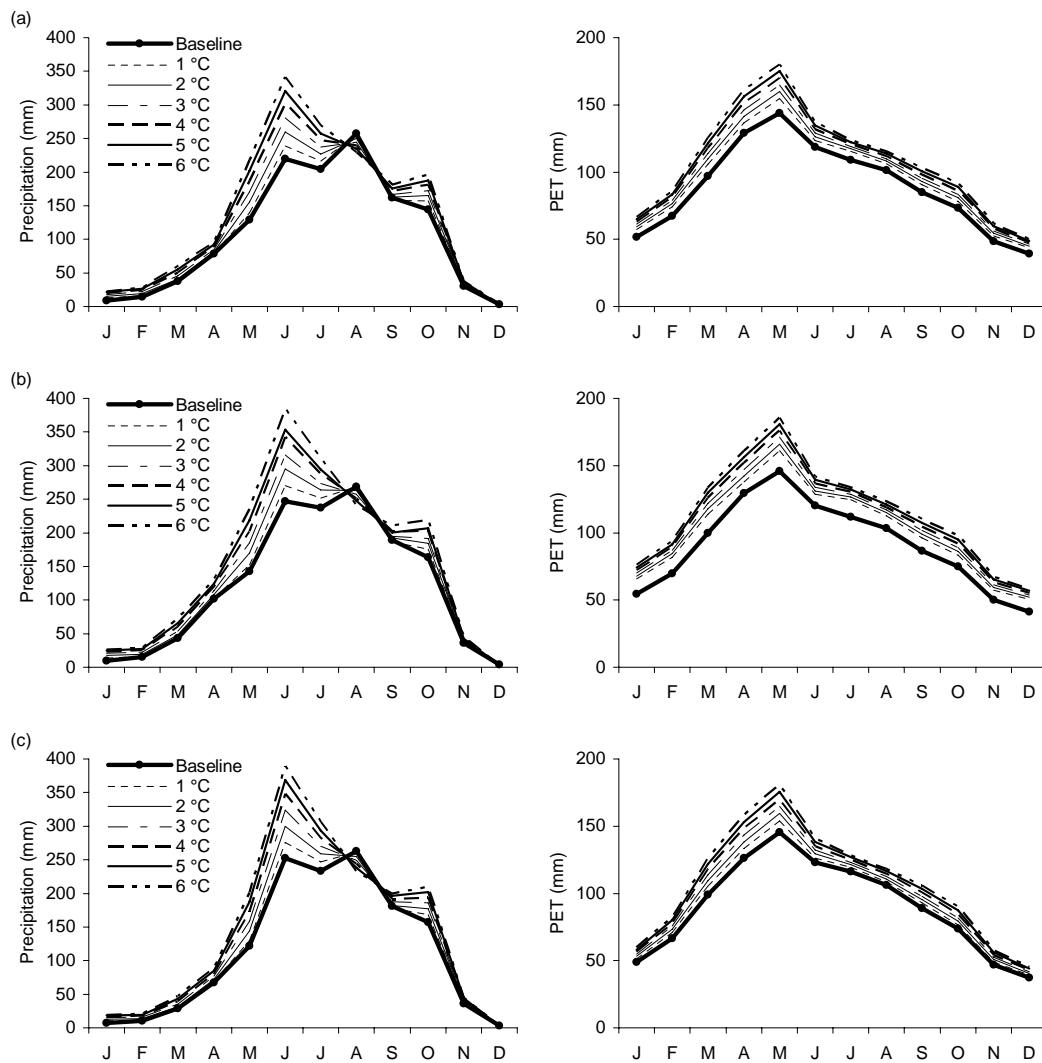 (a)
Precipitation (mm)
400
350
300
250
200
150
100
50
0
J F M A M J J A S O N D
Baseline
1 °C
2 °C
3 °C
4 °C
5 °C
6 °C
PET (mm)
200
150
100
50
0
J F M A M J J A S O N D
(b)
Precipitation (mm)
400
350
300
250
200
150
100
50
0
J F M A M J J A S O N D
Baseline
1 °C
2 °C
3 °C
4 °C
5 °C
6 °C
PET (mm)
200
150
100
50
0
J F M A M J J A S O N D
(c)
Precipitation (mm)
400
350
300
250
200
150
100
50
0
J F M A M J J A S O N D
Baseline
1 °C
2 °C
3 °C
4 °C
5 °C
6 °C
PET (mm)
200
150
100
50
0
J F M A M J J A S O N D